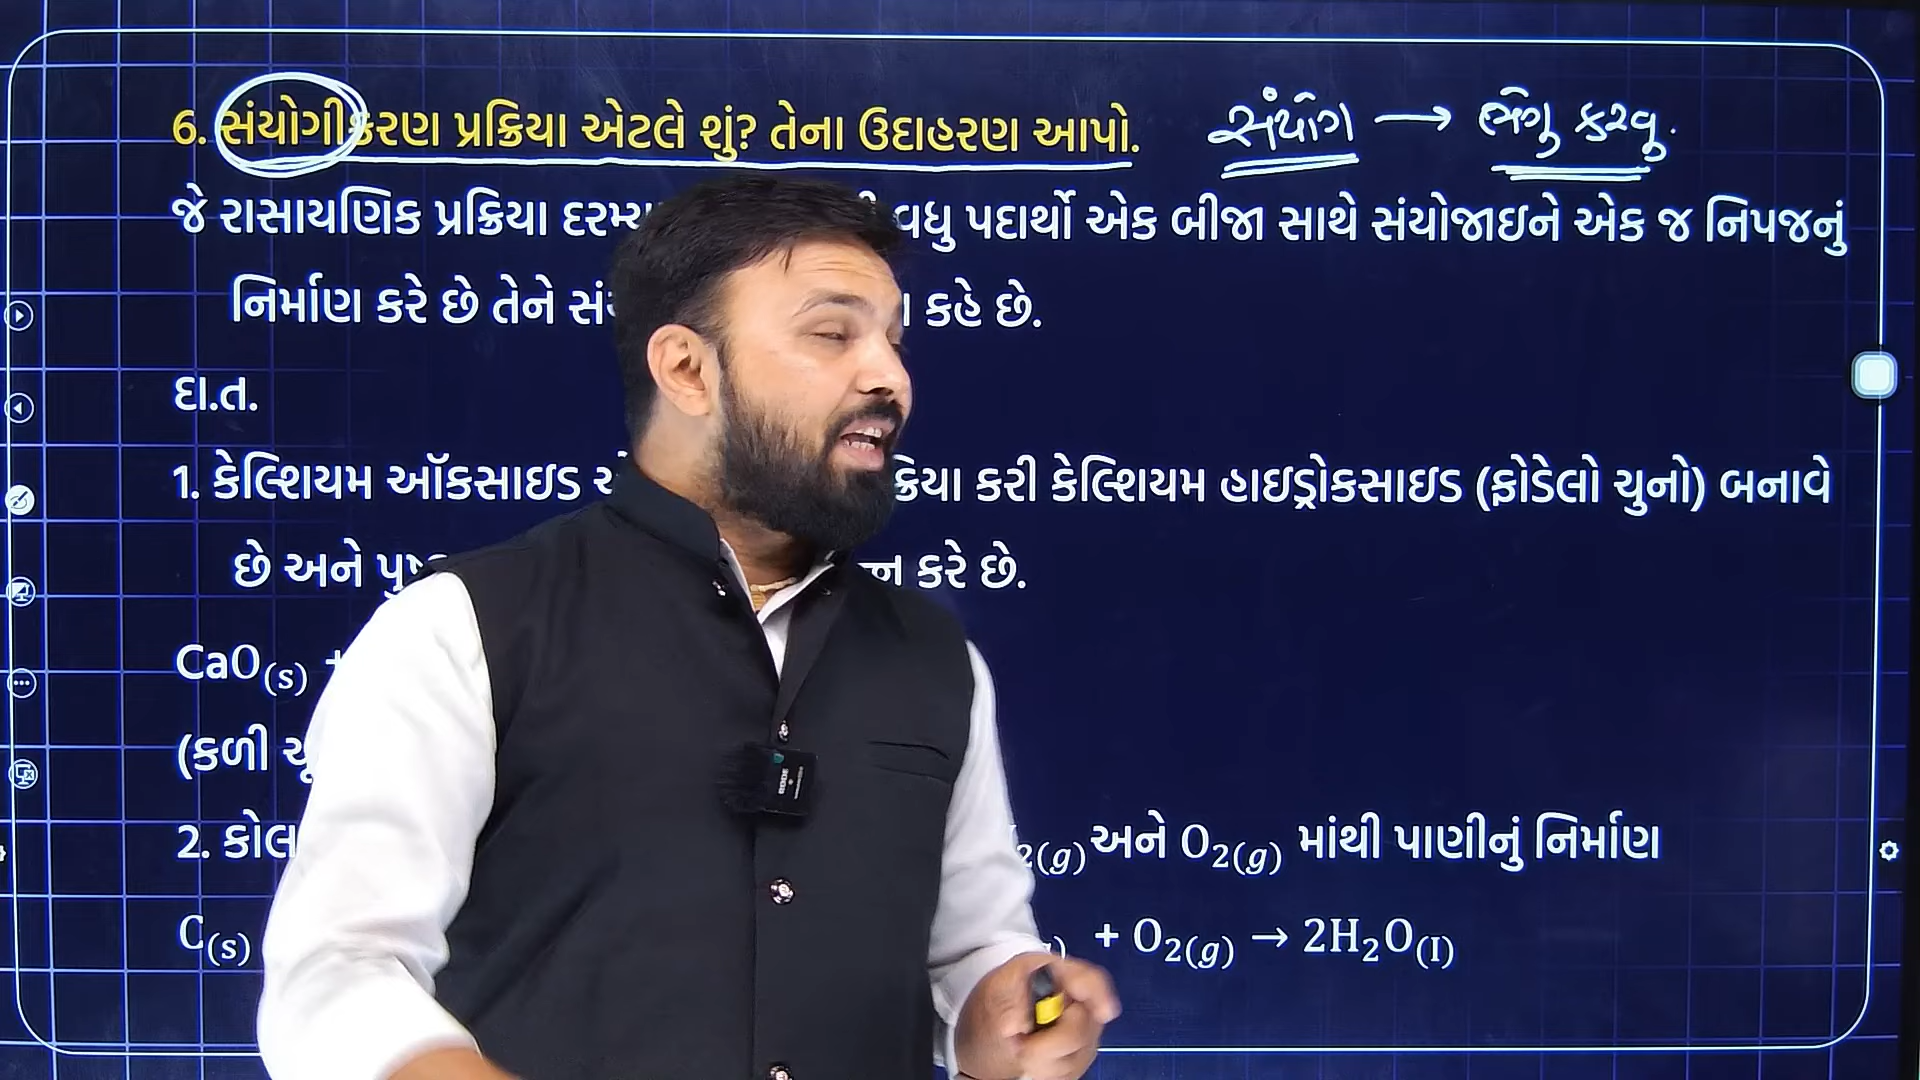 6. સંયોગીકરણ પ્રક્રિયા એટલે શું? તેના ઉદાહરણ આપો. સંયોગ → ભેગુ કરવુ.
જે રાસાયણિક પ્રક્રિયા વધુ પદાર્થો એક બીજા સાથે સંયોજાઇને એક જ નિપજનું
નિર્માણ કરે છે તેને કહે છે.
દા.ત.
1. કેલ્શિયમ ઑક્સાઇડ કરી કેલ્શિયમ હાઇડ્રોક્સાઇડ (ફોડેલો ચુનો) બનાવે
છે અને કરે છે.
CaO(s) +
(કળી
2. અને O₂(g) માંથી પાણીનું નિર્માણ
C(s) + O₂(g) → 2H₂O(l)